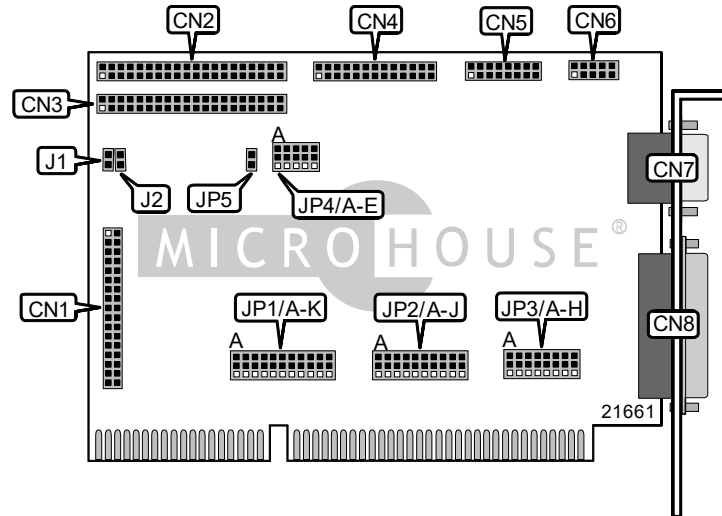 CN2
CN4
CN5
CN6
CN3
A
J1
J2
JP5
JP4/A-E
CN7
MICROHOUSE®
CN1
JP1/A-K
JP2/A-J
JP3/A-H
CN8
A
A
A
21661